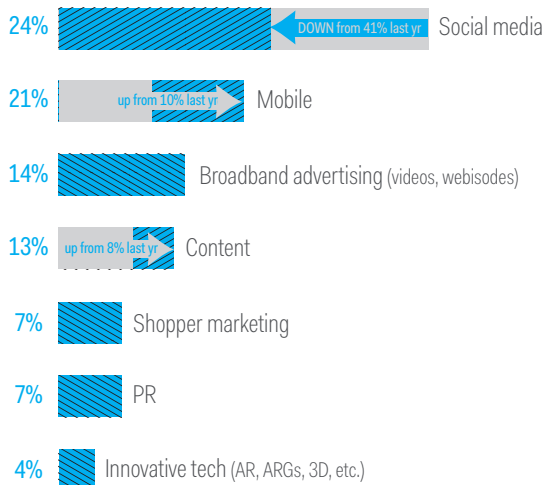 24% DOWN from 41% last yr Social media
21% up from 10% last yr Mobile
14% Broadband advertising (videos, webisodes)
13% up from 8% last yr Content
7% Shopper marketing
7% PR
4% Innovative tech (AR, ARGs, 3D, etc.)